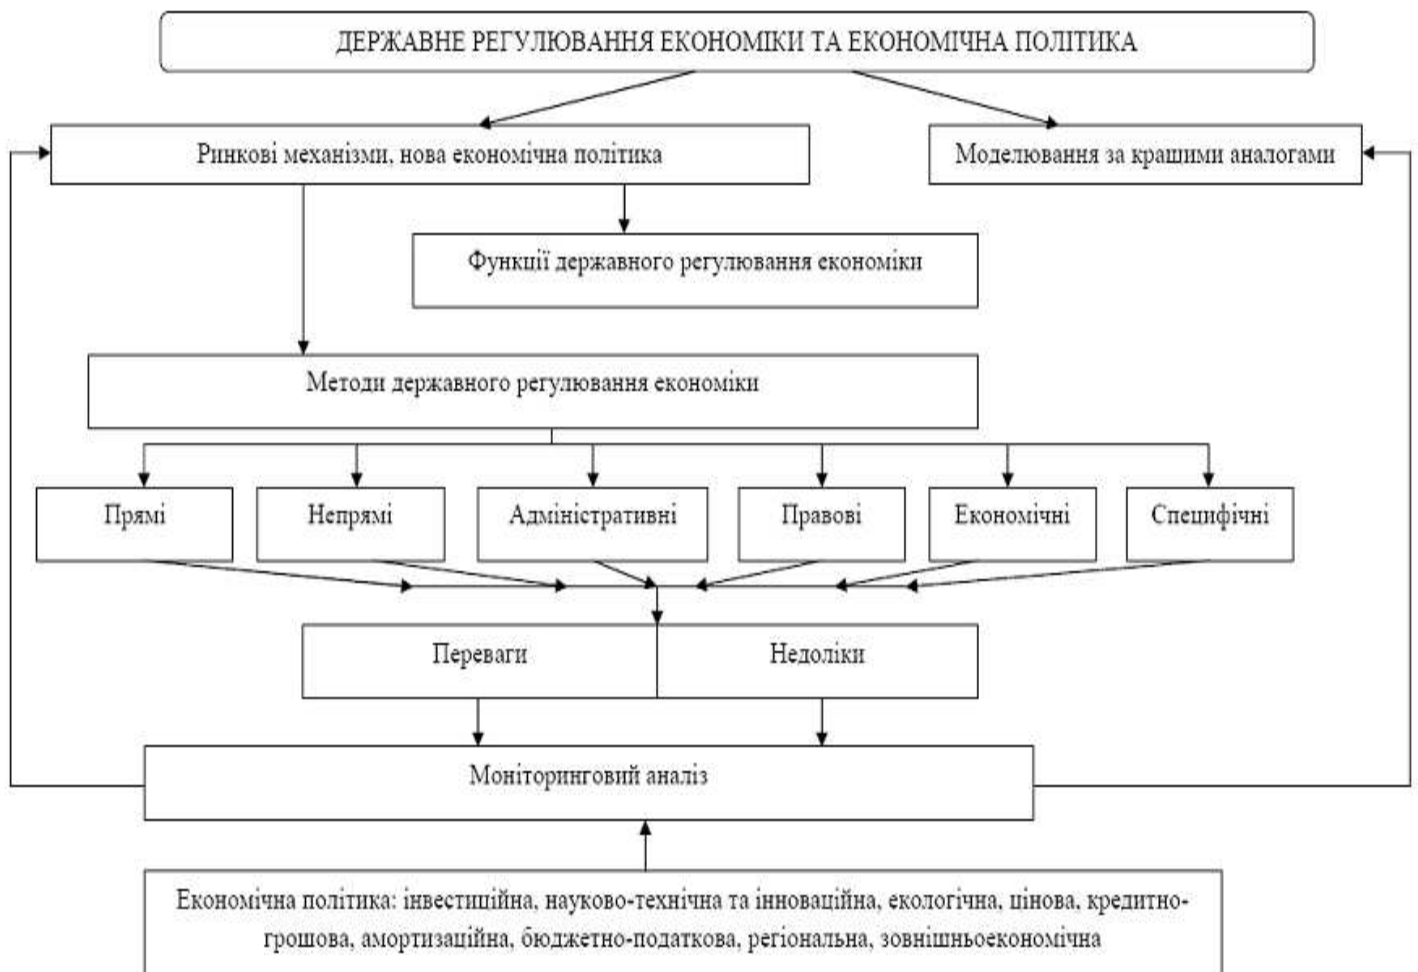 ДЕРЖАВНЕ РЕГУЛЮВАННЯ ЕКОНОМІКИ ТА ЕКОНОМІЧНА ПОЛІТИКА
Ринкові механізми, нова економічна політика
Моделювання за кращими аналогами
Функції державного регулювання економіки
Методи державного регулювання економіки
Прямі
Непрямі
Адміністративні
Правові
Економічні
Специфічні
Переваги
Недоліки
Моніторинговий аналіз
Економічна політика: інвестиційна, науково-технічна та інноваційна, екологічна, цінова, кредитно-
грошова, амортизаційна, бюджетно-податкова, регіональна, зовнішньоекономічна